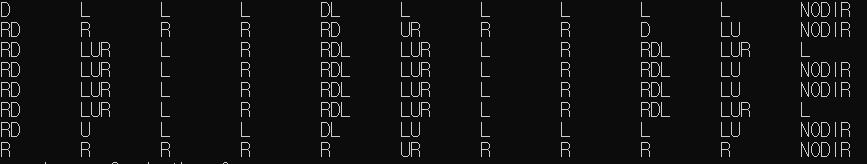 D L L L DL L L L L L NODIR
RD R R R RD UR R R D LU NODIR
RD LUR L R RDL LUR L R RDL LUR L
RD LUR L R RDL LUR L R RDL LU NODIR
RD LUR L R RDL LUR L R RDL LU NODIR
RD LUR L R RDL LUR L R RDL LUR L
RD U L L DL LU L L L LU NODIR
R R R R R UR R R R R NODIR